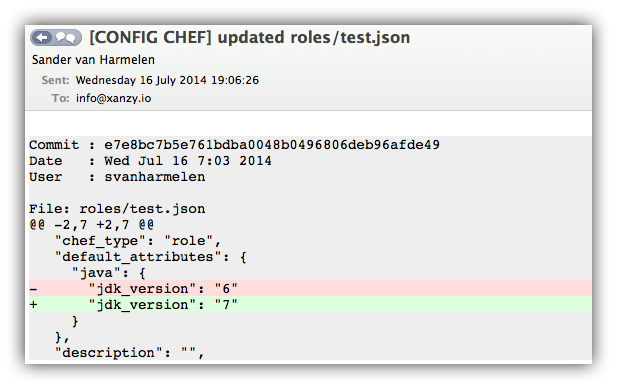 [CONFIG CHEF] updated roles/test.json
Sander van Harmelen
Sent: Wednesday 16 July 2014 19:06:26
To: info@xanzy.io
Commit : e7e8bc7b5e761bdba0048b0496806deb96afde49
Date   : Wed Jul 16 7:03 2014
User   : svanharmelen
File: roles/test.json
@@ -2,7 +2,7 @@
   "chef_type": "role",
   "default_attributes": {
     "java": {
-      "jdk_version": "6"
+      "jdk_version": "7"
     }
   },
   "description": "",